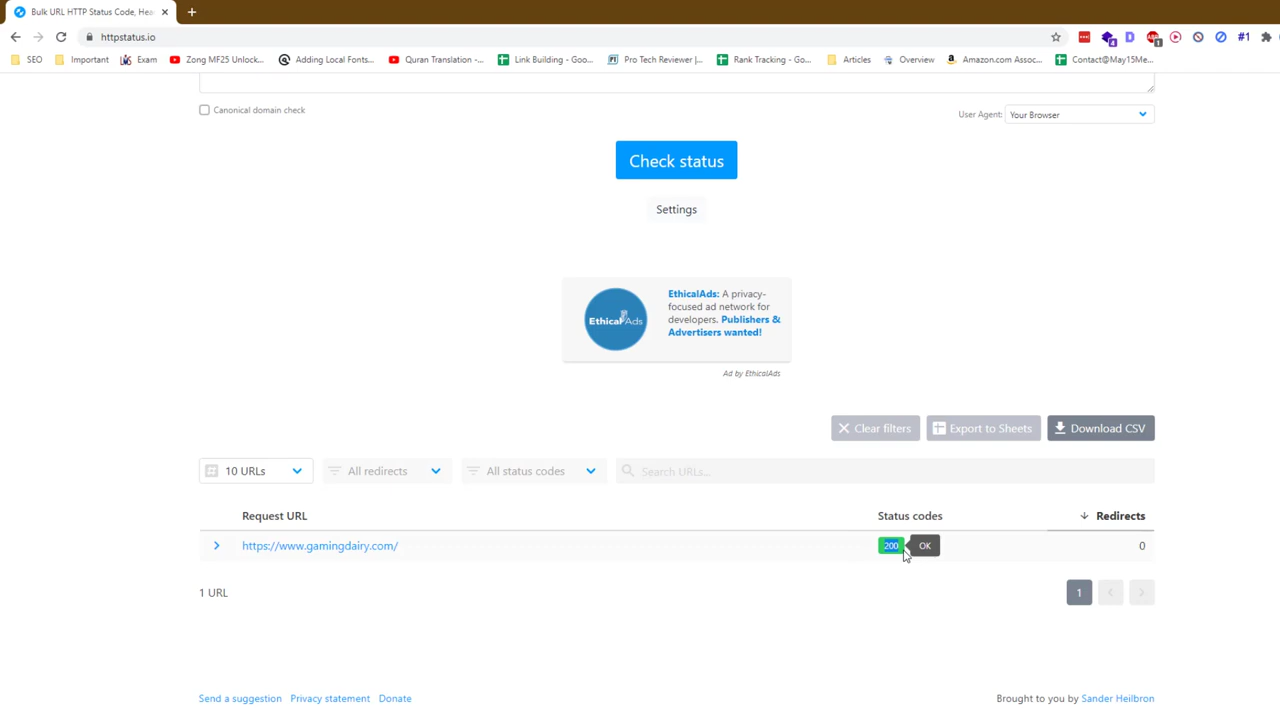 Bulk URL HTTP Status Code, Hea
httpstatus.io
SEO
Important
Exam
Zong MF25 Unlock...
Adding Local Fonts...
Quran Translation -...
Link Building - Goo...
Pro Tech Reviewer |...
Rank Tracking - Go...
Articles
Overview
Amazon.com Assoc...
Contact@May15Me...
4
1
#1
Canonical domain check
User Agent:
Your Browser
Check status
Settings
EthicalAds
EthicalAds: A privacy-
focused ad network for
developers. Publishers &
Advertisers wanted!
Ad by EthicalAds
Clear filters
Export to Sheets
Download CSV
10 URLs
All redirects
All status codes
Search URLs...
Request URL
Status codes
Redirects
https://www.gamingdairy.com/
200
OK
0
1 URL
1
Send a suggestion
Privacy statement
Donate
Brought to you by Sander Heilbron